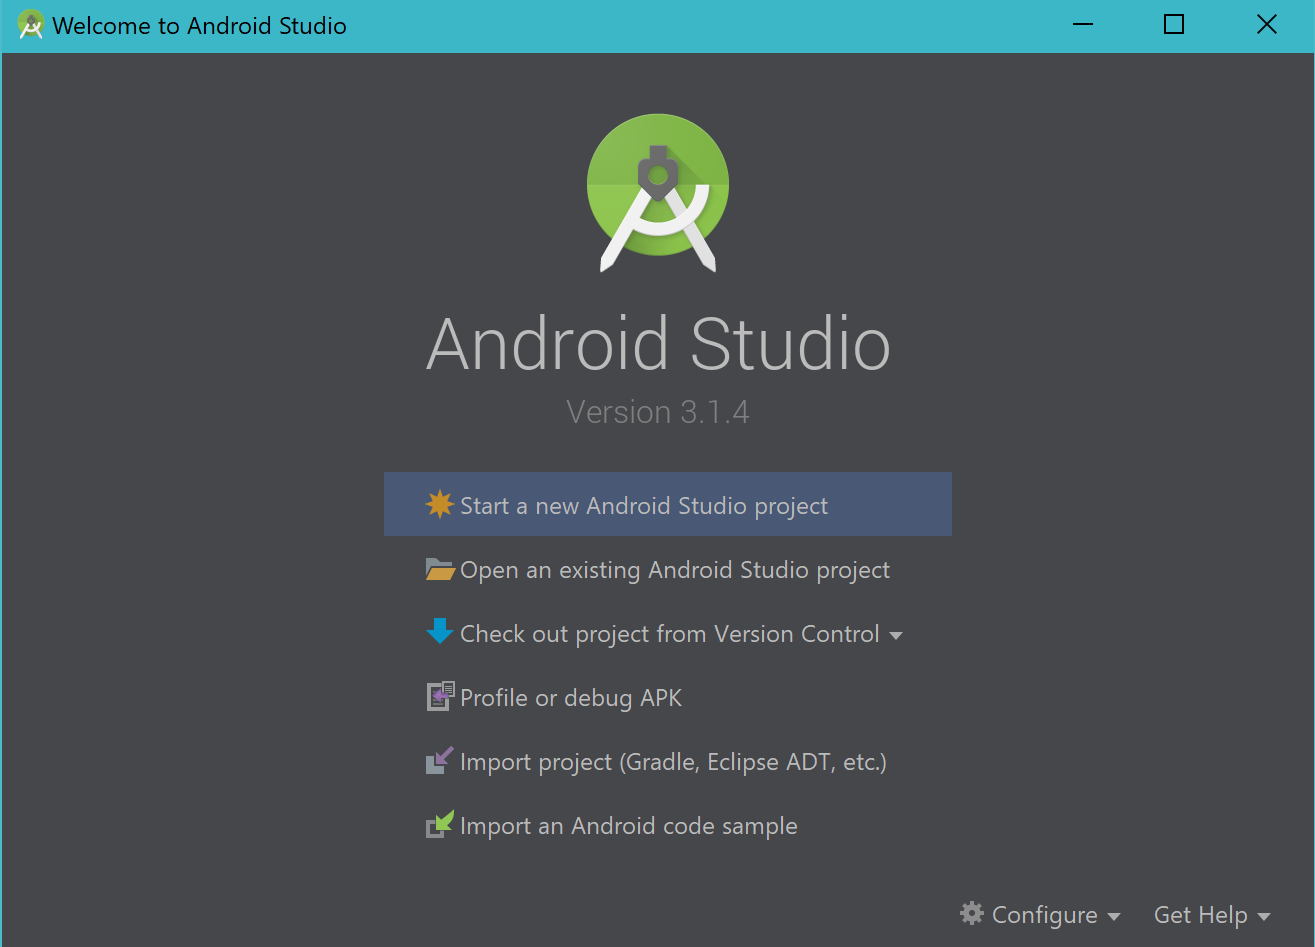 Welcome to Android Studio
Android Studio
Version 3.1.4
Start a new Android Studio project
Open an existing Android Studio project
Check out project from Version Control
Profile or debug APK
Import project (Gradle, Eclipse ADT, etc.)
Import an Android code sample
Configure Get Help